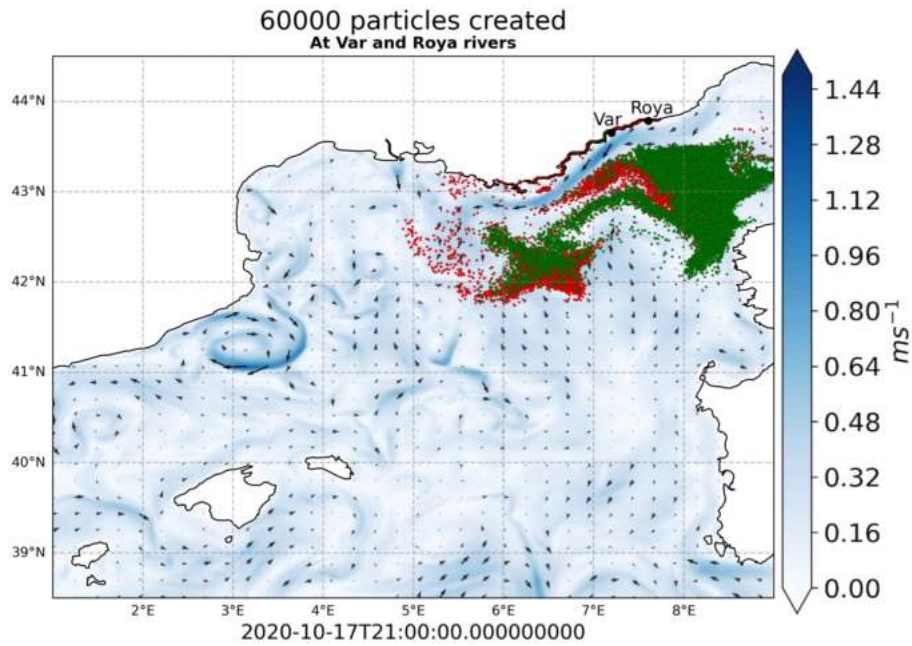 60000 particles created
At Var and Roya rivers
44°N
43°N
42°N
41°N
40°N
39°N
Var
Roya
2°E 3°E 4°E 5°E 6°E 7°E 8°E
2020-10-17T21:00:00.000000000
1.44
1.28
1.12
0.96
0.80
0.64
0.48
0.32
0.16
0.00
ms⁻¹